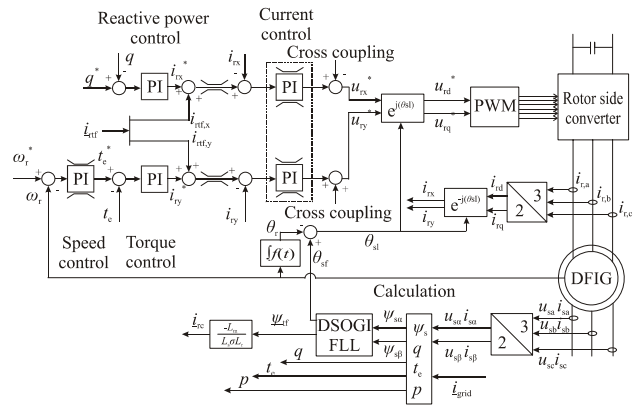 Reactive power
control
Current
control
Cross coupling
q
q*
PI
i_rx*
i_rx
PI
u_rx*
u_ry*
e^j(θsl)
u_rd*
u_rq*
PWM
Rotor side
converter
i_rtf
i_rtf,x
i_rtf,y
ω_r*
ω_r
PI
t_e*
t_e
PI
i_ry*
i_ry
PI
Cross coupling
i_rx
i_ry
e^-j(θsl)
i_rd
i_rq
3
2
i_r,a
i_r,b
i_r,c
Speed
control
Torque
control
θ_r
∫f(t)
θ_sf
θ_sl
DFIG
Calculation
i_rc
-L_m
L_sσL_r
ψ_tf
DSOGI
FLL
ψ_sα
ψ_sβ
ψ_s
q
t_e
p
u_sα i_sα
u_sβ i_sβ
3
2
u_sa i_sa
u_sb i_sb
u_sc i_sc
q
t_e
p
i_grid